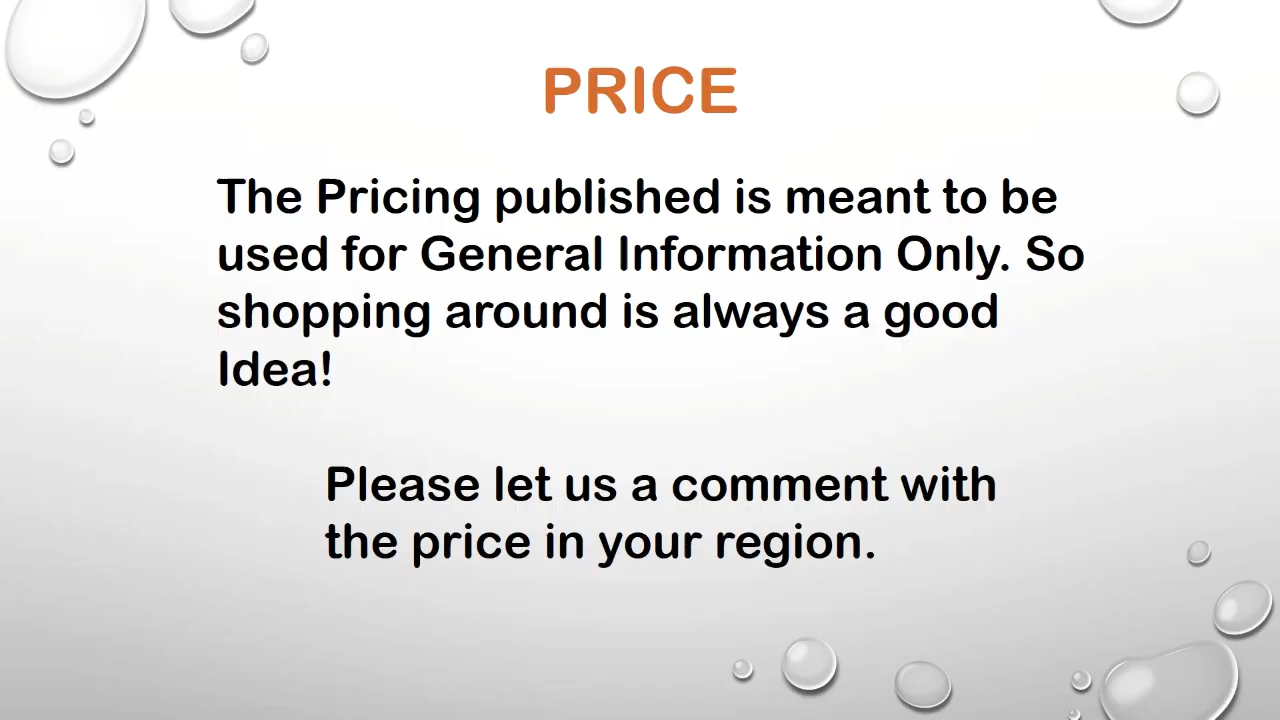 PRICE
The Pricing published is meant to be
used for General Information Only. So
shopping around is always a good
Idea!
Please let us a comment with
the price in your region.